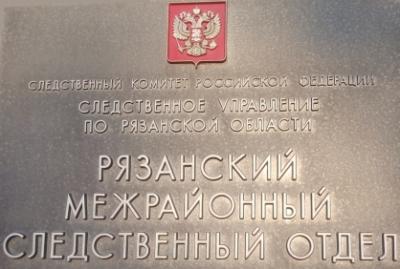 СЛЕДСТВЕННЫЙ КОМИТЕТ РОССИЙСКОЙ ФЕДЕРАЦИИ
СЛЕДСТВЕННОЕ УПРАВЛЕНИЕ
ПО РЯЗАНСКОЙ ОБЛАСТИ
РЯЗАНСКИЙ
МЕЖРАЙОННЫЙ
СЛЕДСТВЕННЫЙ ОТДЕЛ